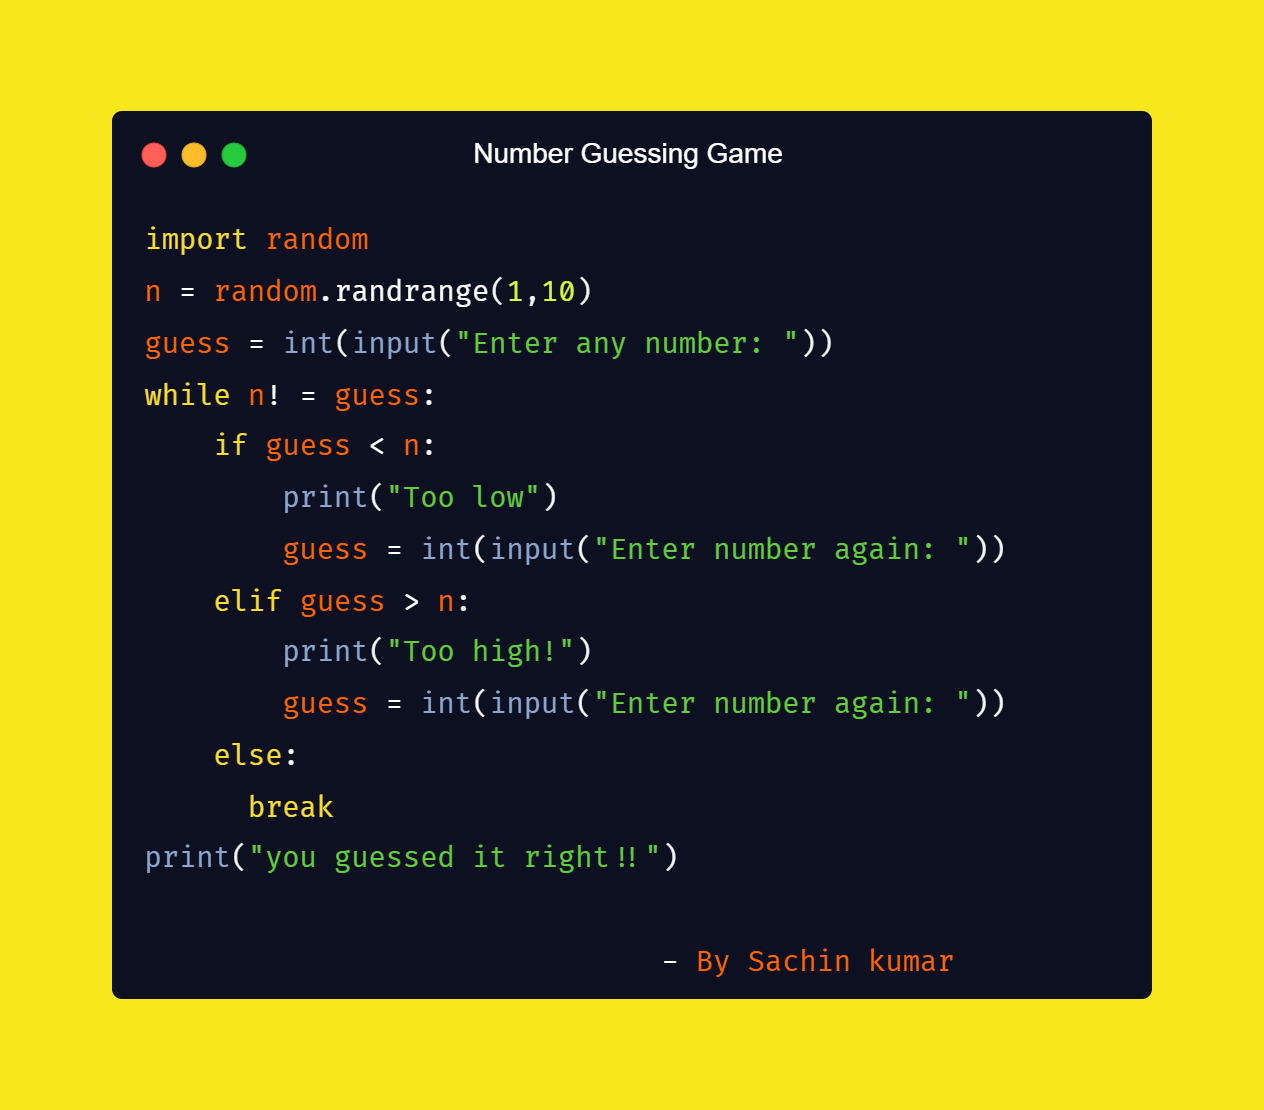 Number Guessing Game
import random
n = random.randrange(1,10)
guess = int(input("Enter any number: "))
while n! = guess:
    if guess < n:
        print("Too low")
        guess = int(input("Enter number again: "))
    elif guess > n:
        print("Too high!")
        guess = int(input("Enter number again: "))
    else:
      break
print("you guessed it right!!")
- By Sachin kumar